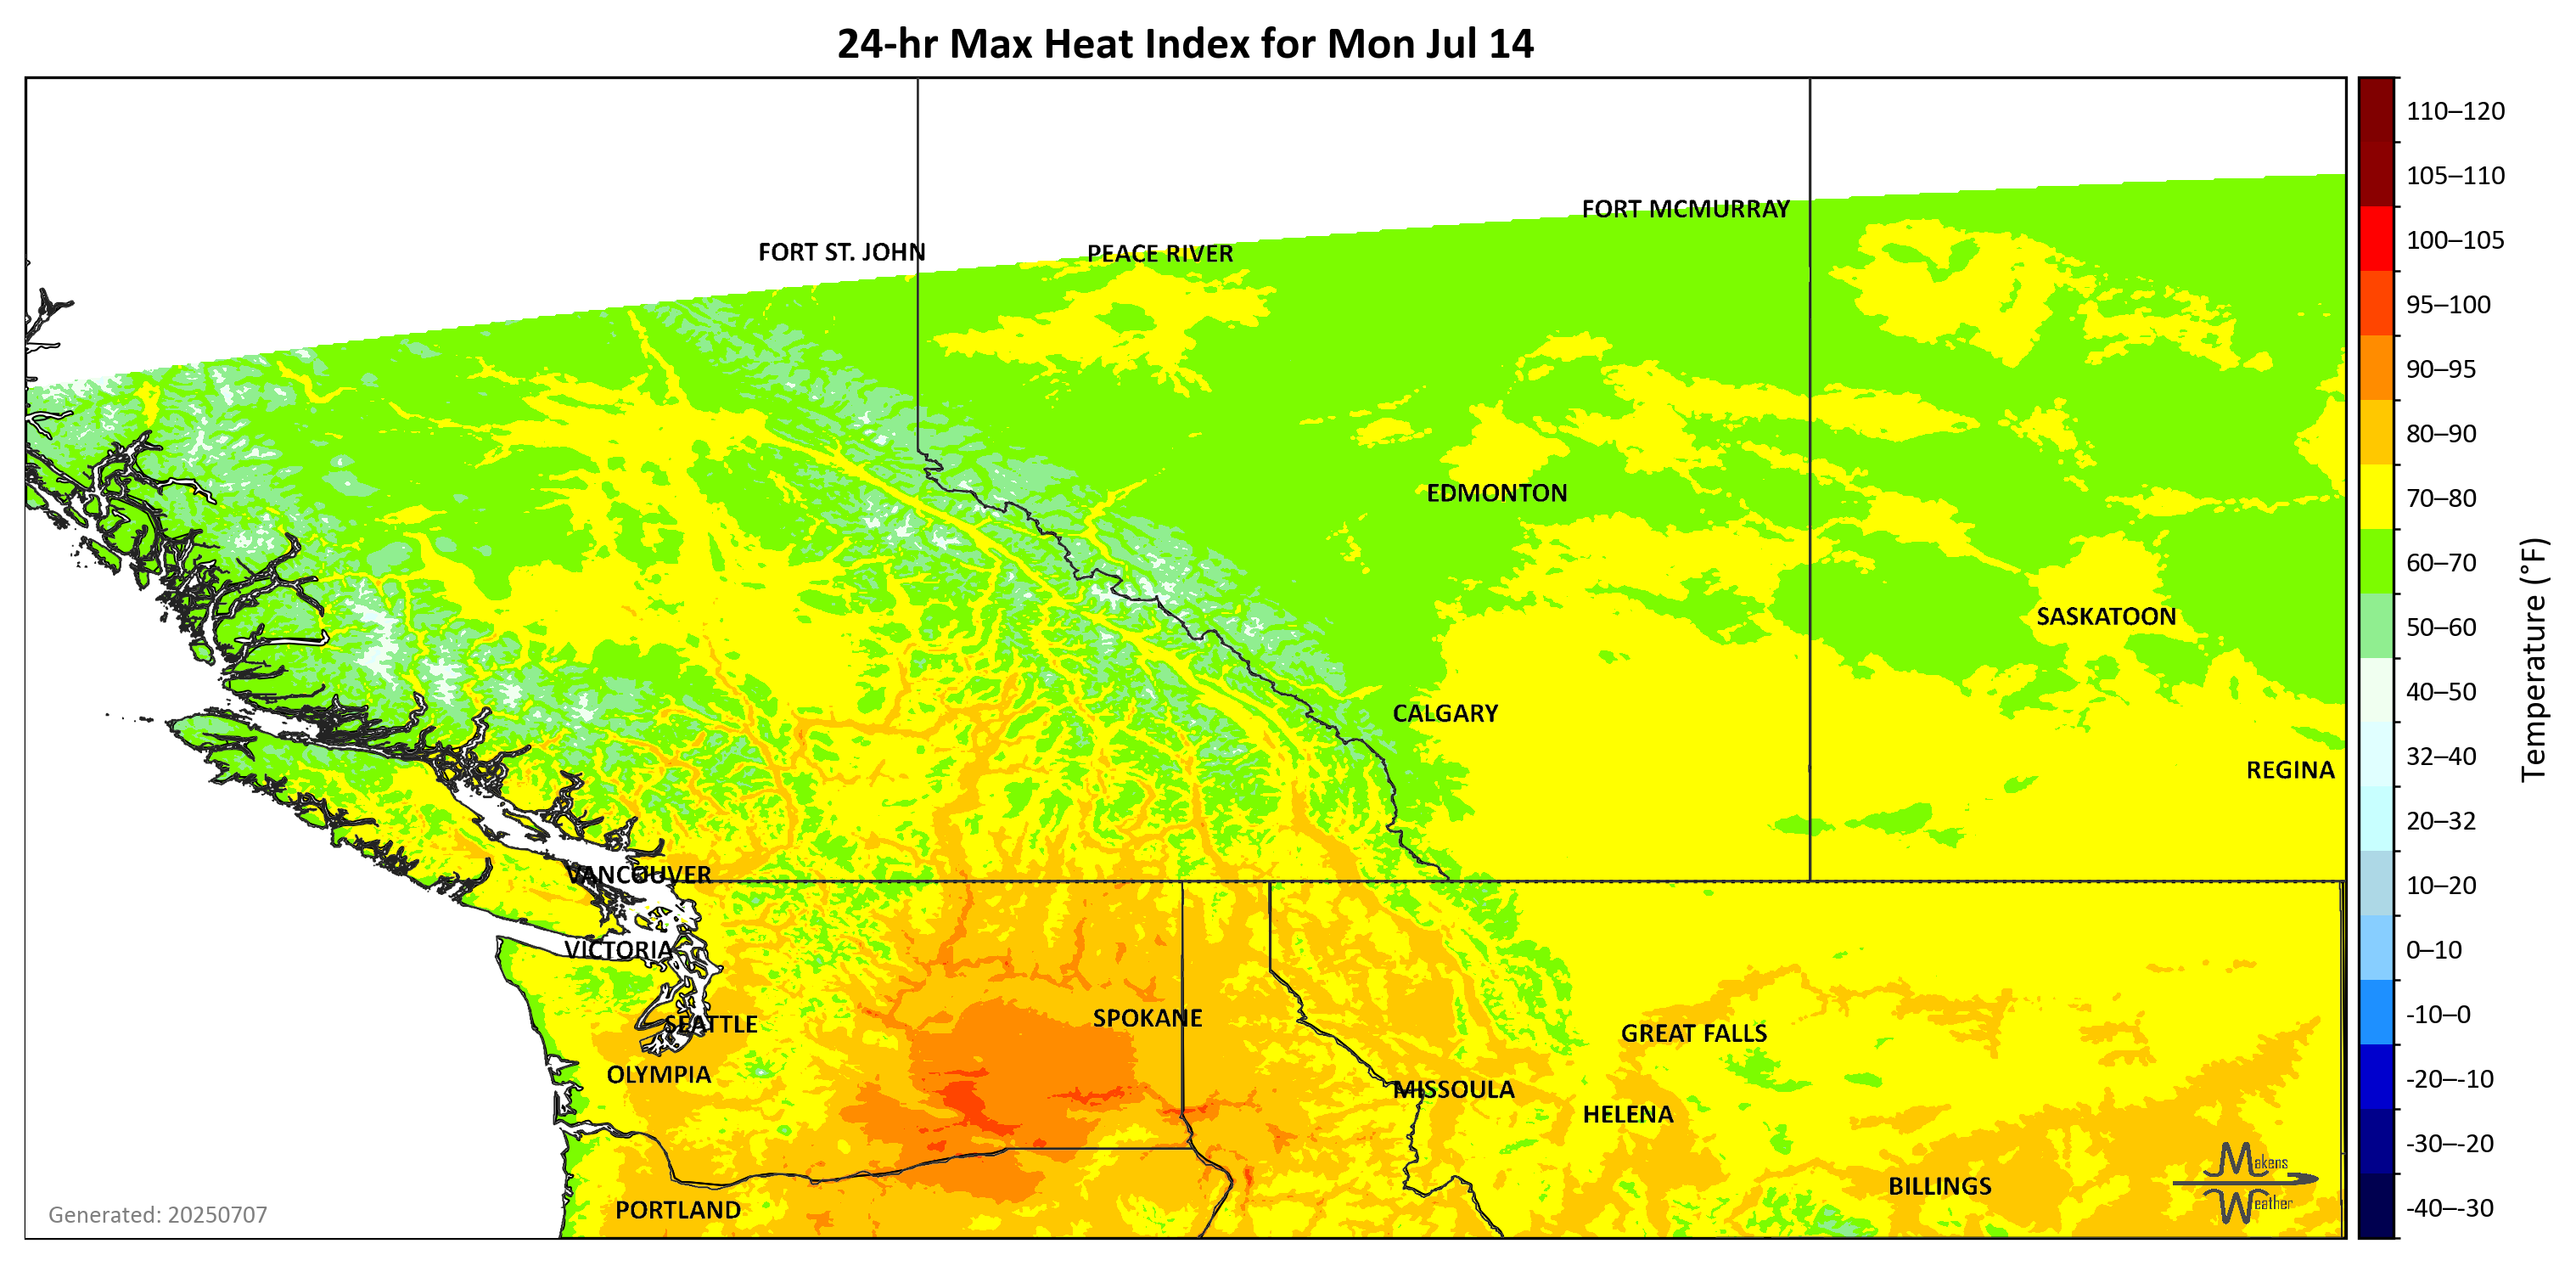 24-hr Max Heat Index for Mon Jul 14
110–120
105–110
FORT MCMURRAY
100–105
FORT ST. JOHN
PEACE RIVER
95–100
90–95
80–90
EDMONTON
70–80
60–70
SASKATOON
50–60
40–50
CALGARY
32–40
REGINA
Temperature (°F)
20–32
VANCOUVER
10–20
VICTORIA
0–10
SEATTLE
SPOKANE
-10–0
GREAT FALLS
OLYMPIA
MISSOULA
-20–-10
HELENA
-30–-20
Makens
Weather
BILLINGS
PORTLAND
-40–-30
Generated: 20250707